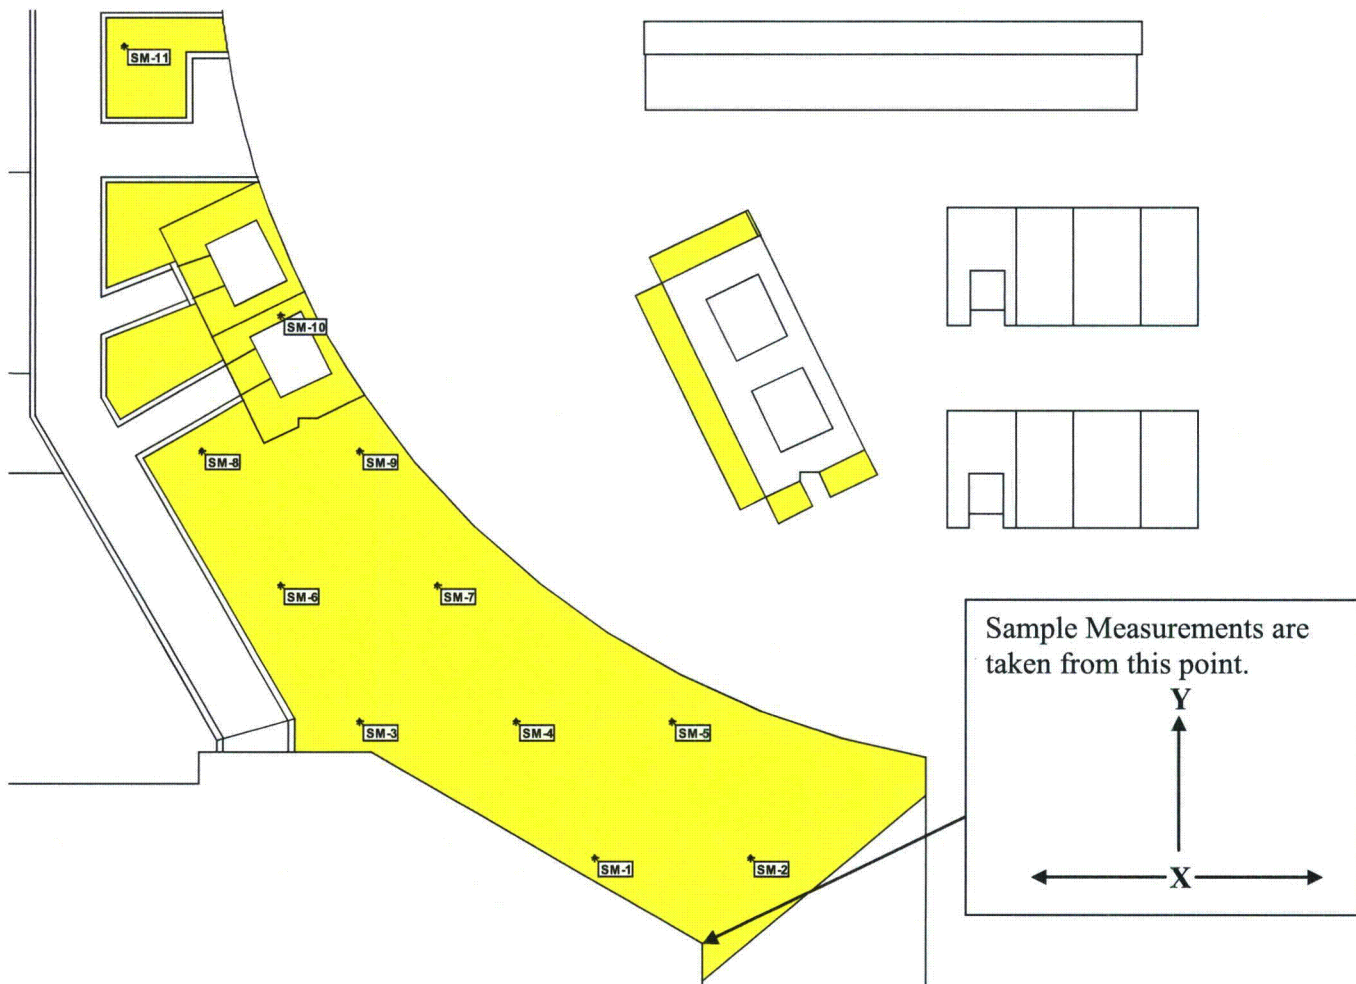 SM-11
SM-10
SM-8
SM-9
SM-6
SM-7
Sample Measurements are
taken from this point.
Y
SM-3
SM-4
SM-5
SM-1
SM-2
X